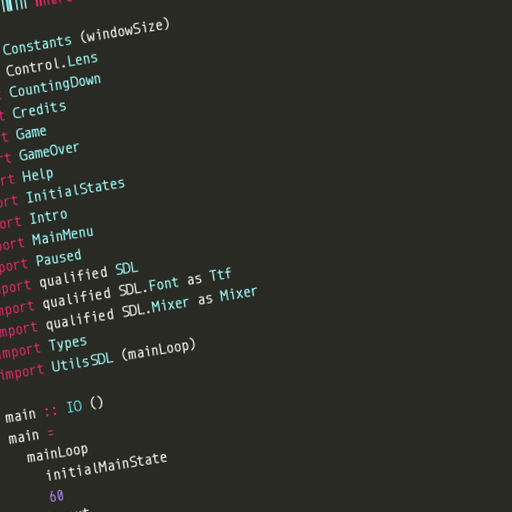 Constants (windowSize)
Control.Lens
CountingDown
Credits
t Game
rt GameOver
rt Help
ort InitialStates
ort Intro
port MainMenu
port Paused
port qualified SDL
mport qualified SDL.Font as Ttf
import qualified SDL.Mixer as Mixer
import Types
import UtilsSDL (mainLoop)
main :: IO ()
main =
mainLoop
initialMainState
60